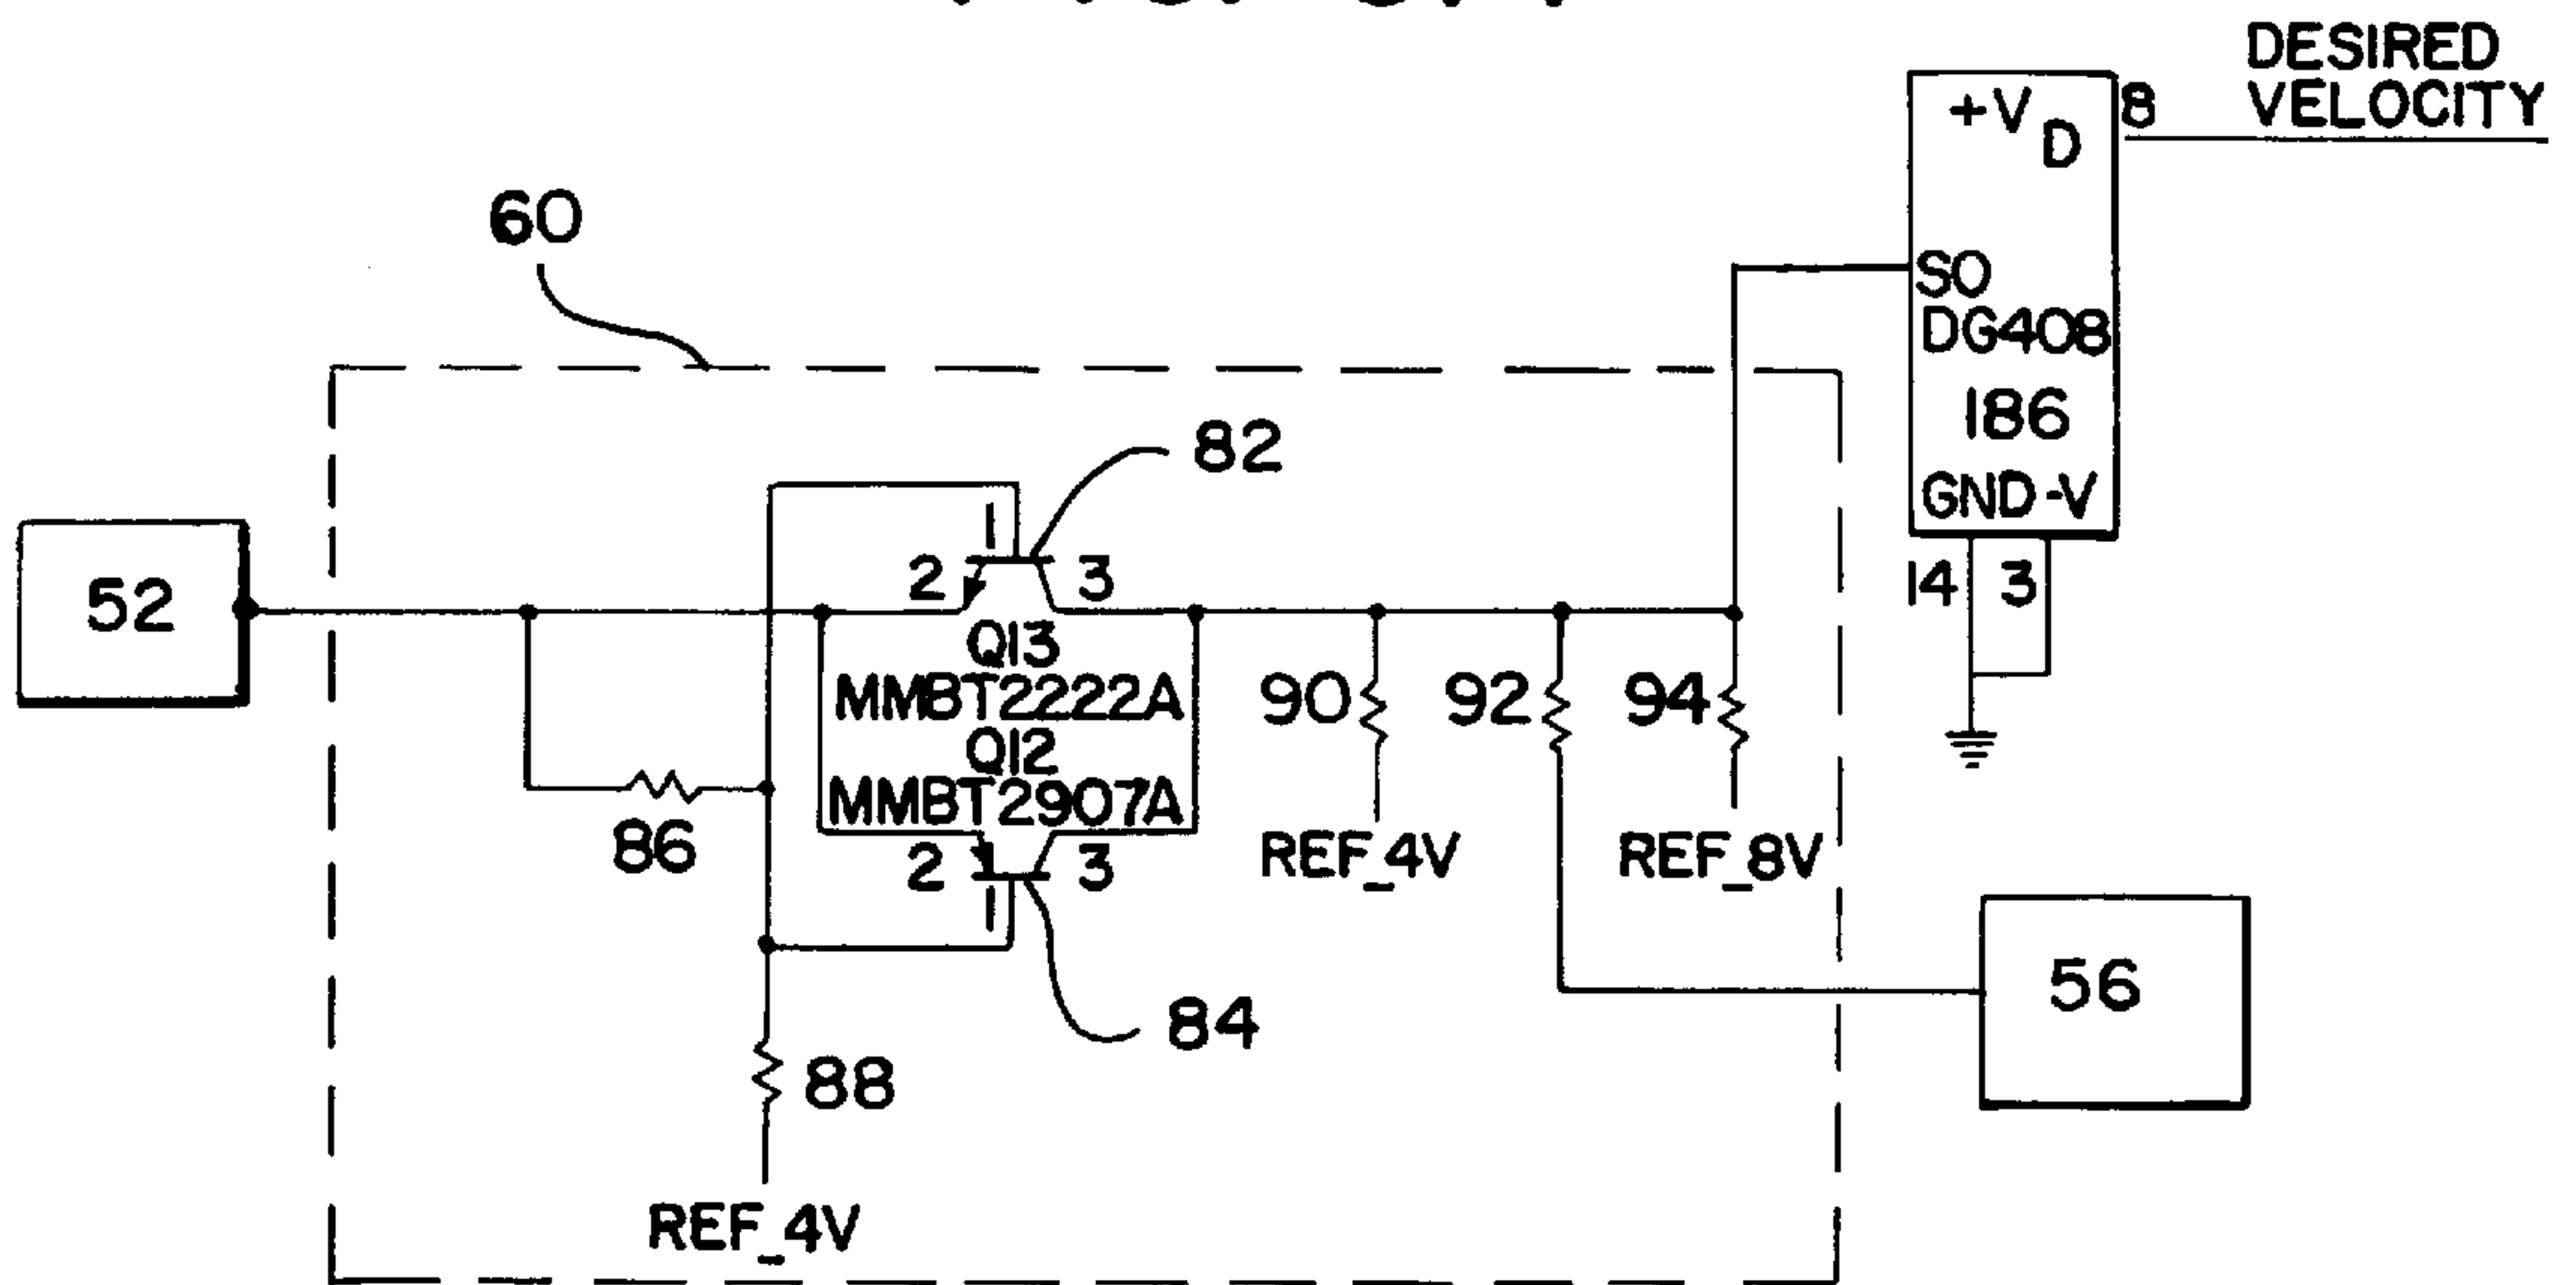 DESIRED
VELOCITY
+V
D
8
60
SO
DG408
186
GND -V
82
1
2
3
14
3
52
Q13
MMBT2222A
Q12
MMBT2907A
90
92
94
86
2
3
1
REF_4V
REF_8V
56
84
88
REF_4V